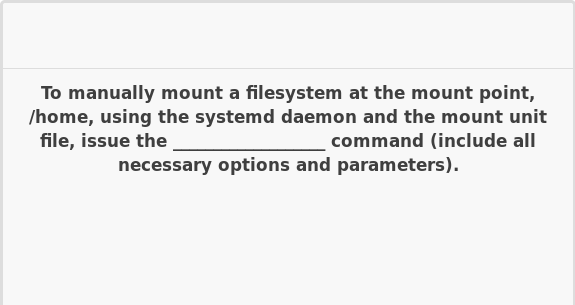 To manually mount a filesystem at the mount point,
/home, using the systemd daemon and the mount unit
file, issue the __________________ command (include all
necessary options and parameters).